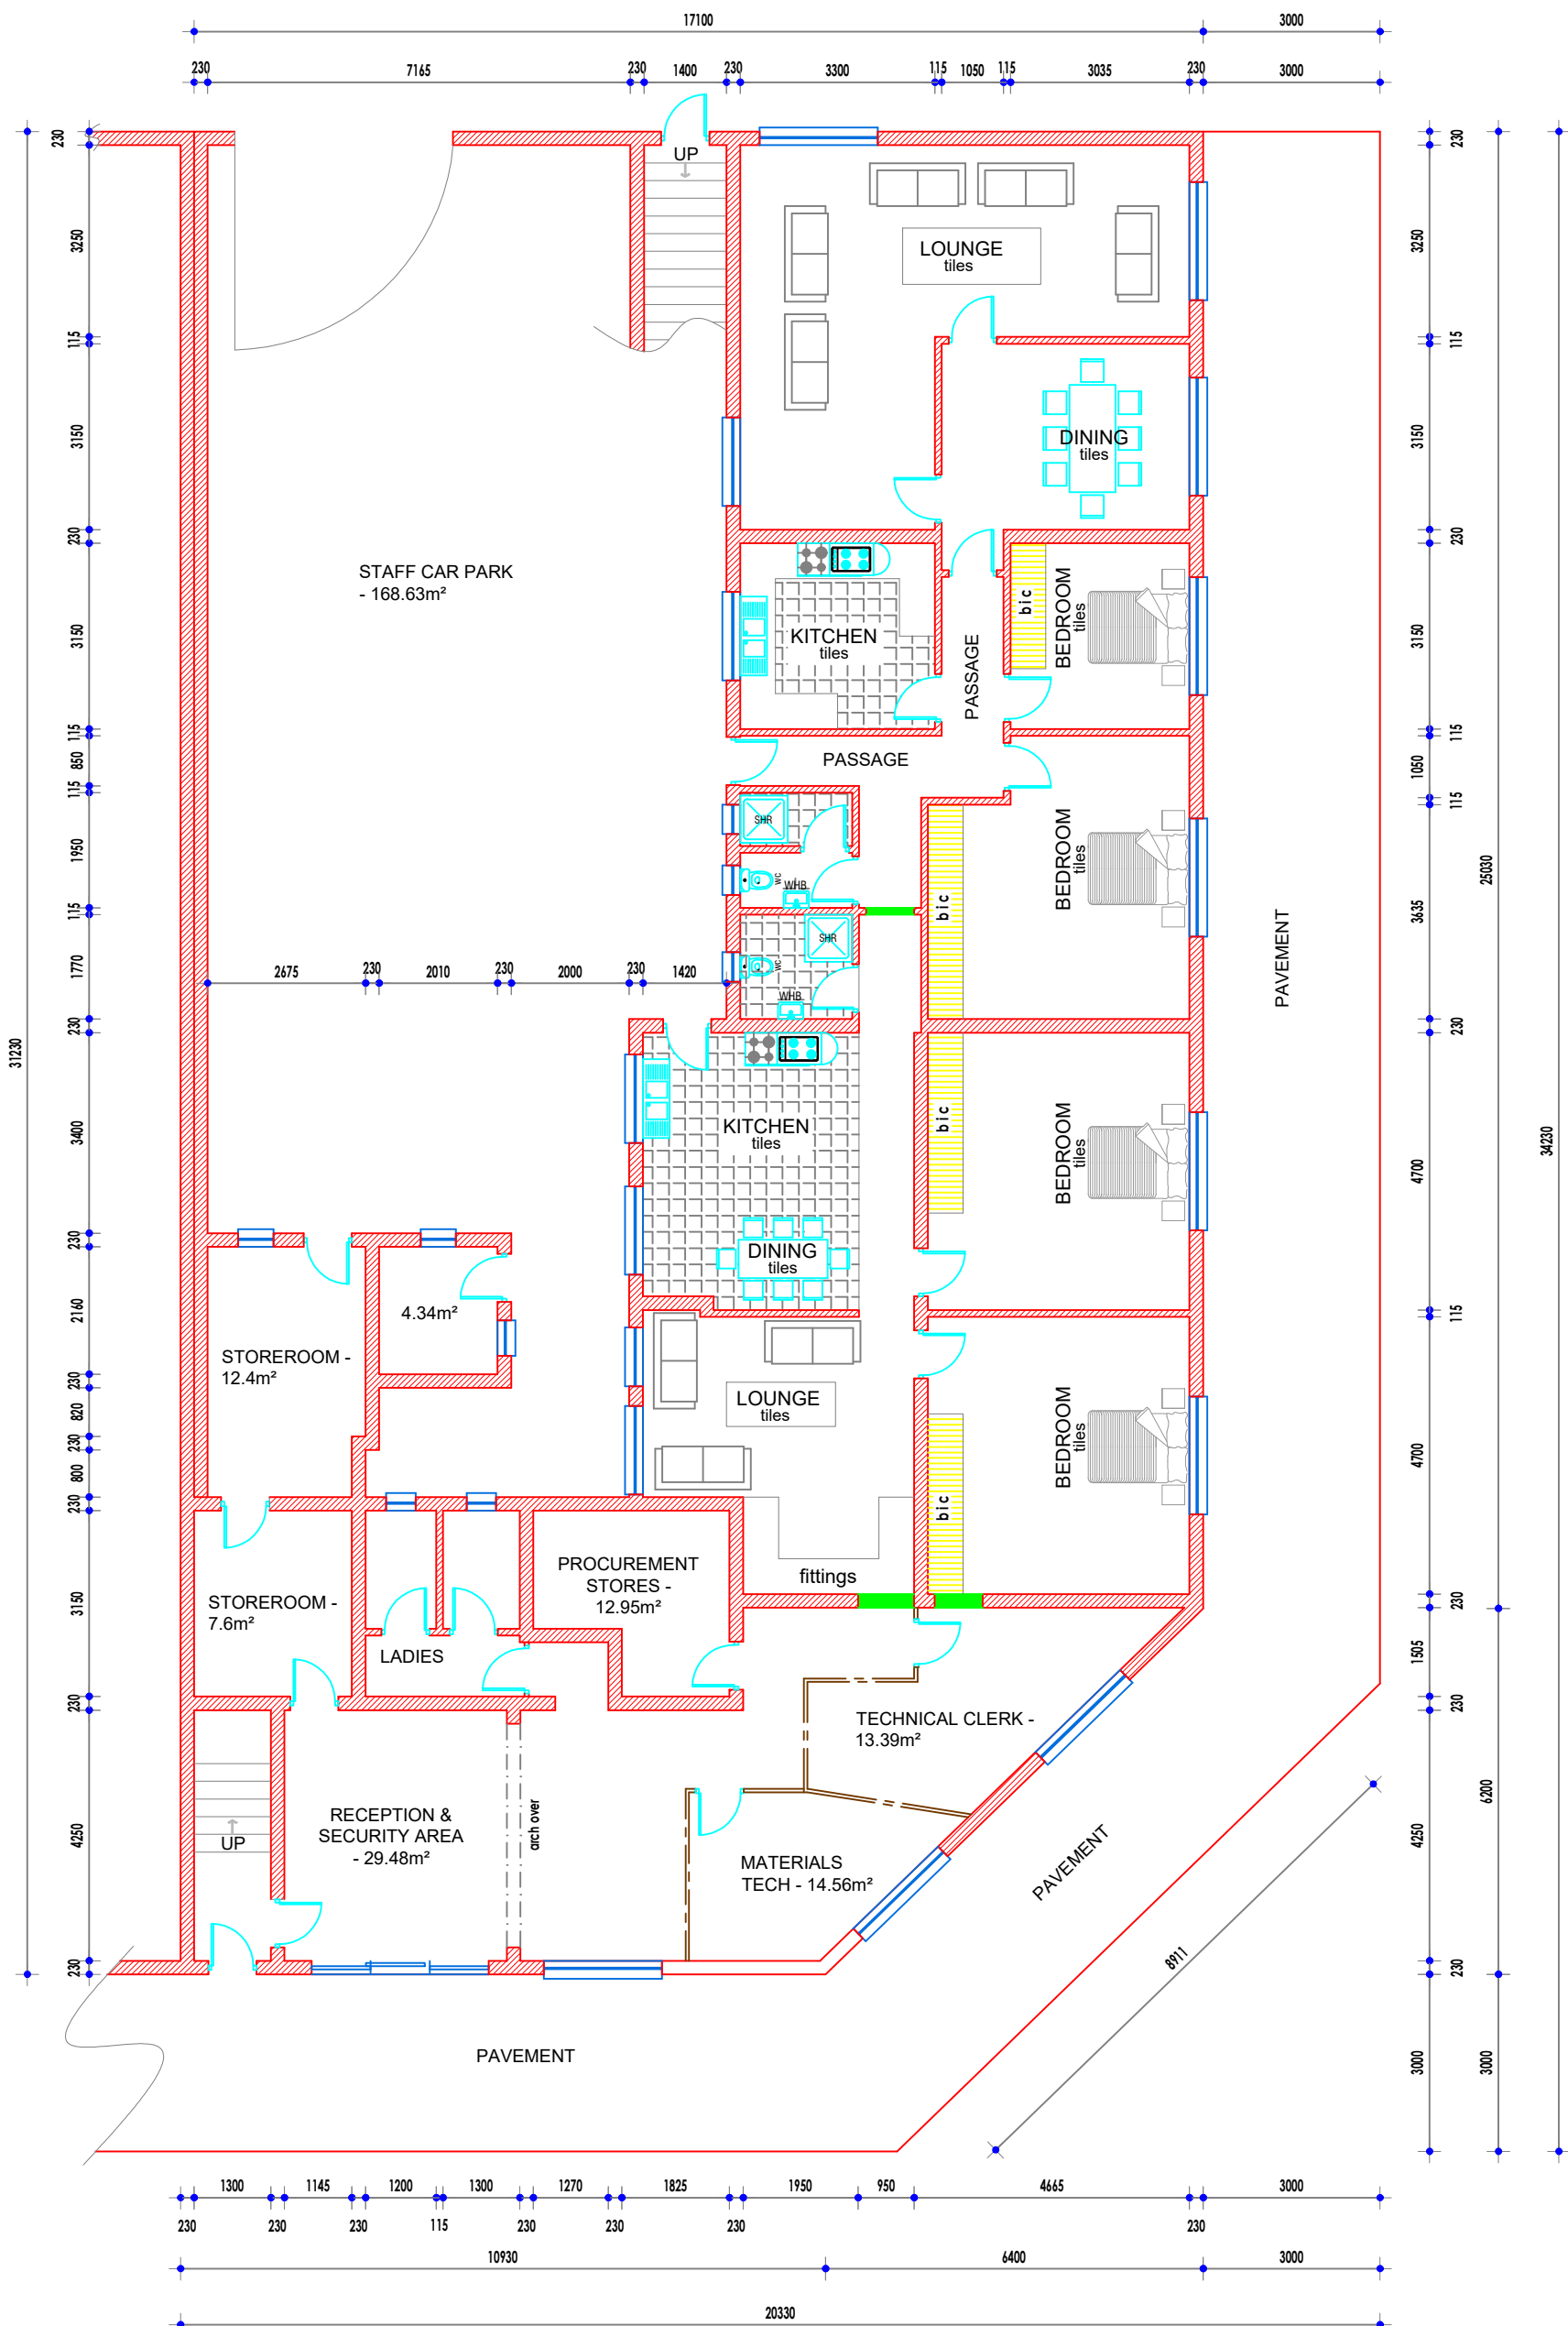 17100
3000
230
7165
230
1400
230
3300
115
1050
115
3035
230
3000
UP
LOUNGE
tiles
DINING
tiles
STAFF CAR PARK
- 168.63m²
KITCHEN
tiles
PASSAGE
bic
BEDROOM
tiles
PASSAGE
SHR
WC
WHB
bic
BEDROOM
tiles
SHR
WC
WHB
PAVEMENT
2675
230
2010
230
2000
230
1420
KITCHEN
tiles
bic
BEDROOM
tiles
DINING
tiles
4.34m²
STOREROOM -
12.4m²
LOUNGE
tiles
BEDROOM
tiles
bic
fittings
PROCUREMENT
STORES -
12.95m²
STOREROOM -
7.6m²
LADIES
TECHNICAL CLERK -
13.39m²
RECEPTION &
SECURITY AREA
- 29.48m²
UP
arch over
MATERIALS
TECH - 14.56m²
PAVEMENT
8911
PAVEMENT
31230
230
3250
115
3150
230
3150
115
850
115
1950
115
1770
230
3400
230
2160
230
820
230
800
230
3150
230
4250
230
230
3250
115
3150
230
3150
115
1050
115
3635
230
4700
115
4700
230
1505
230
4250
230
3000
25030
6200
3000
34230
1300
1145
1200
1300
1270
1825
1950
950
4665
3000
230
230
230
115
230
230
230
230
10930
6400
3000
20330